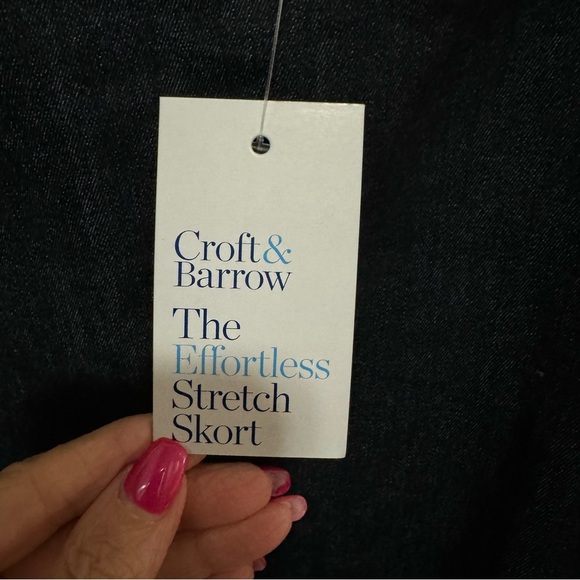 Croft&
Barrow
The
Effortless
Stretch
Skort